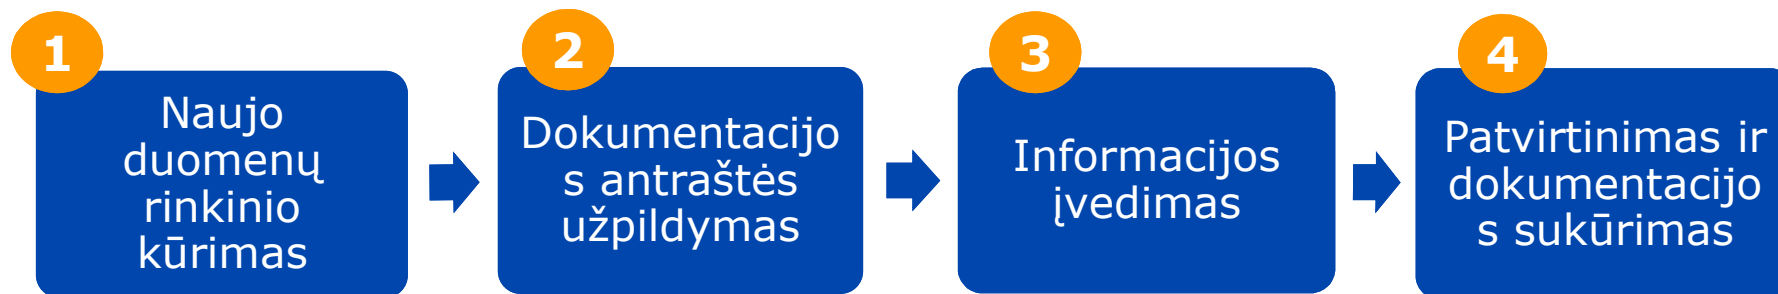 1
Naujo
duomenų
rinkinio
kūrimas
2
Dokumentacijo
s antraštės
užpildymas
3
Informacijos
įvedimas
4
Patvirtinimas ir
dokumentacijo
s sukūrimas